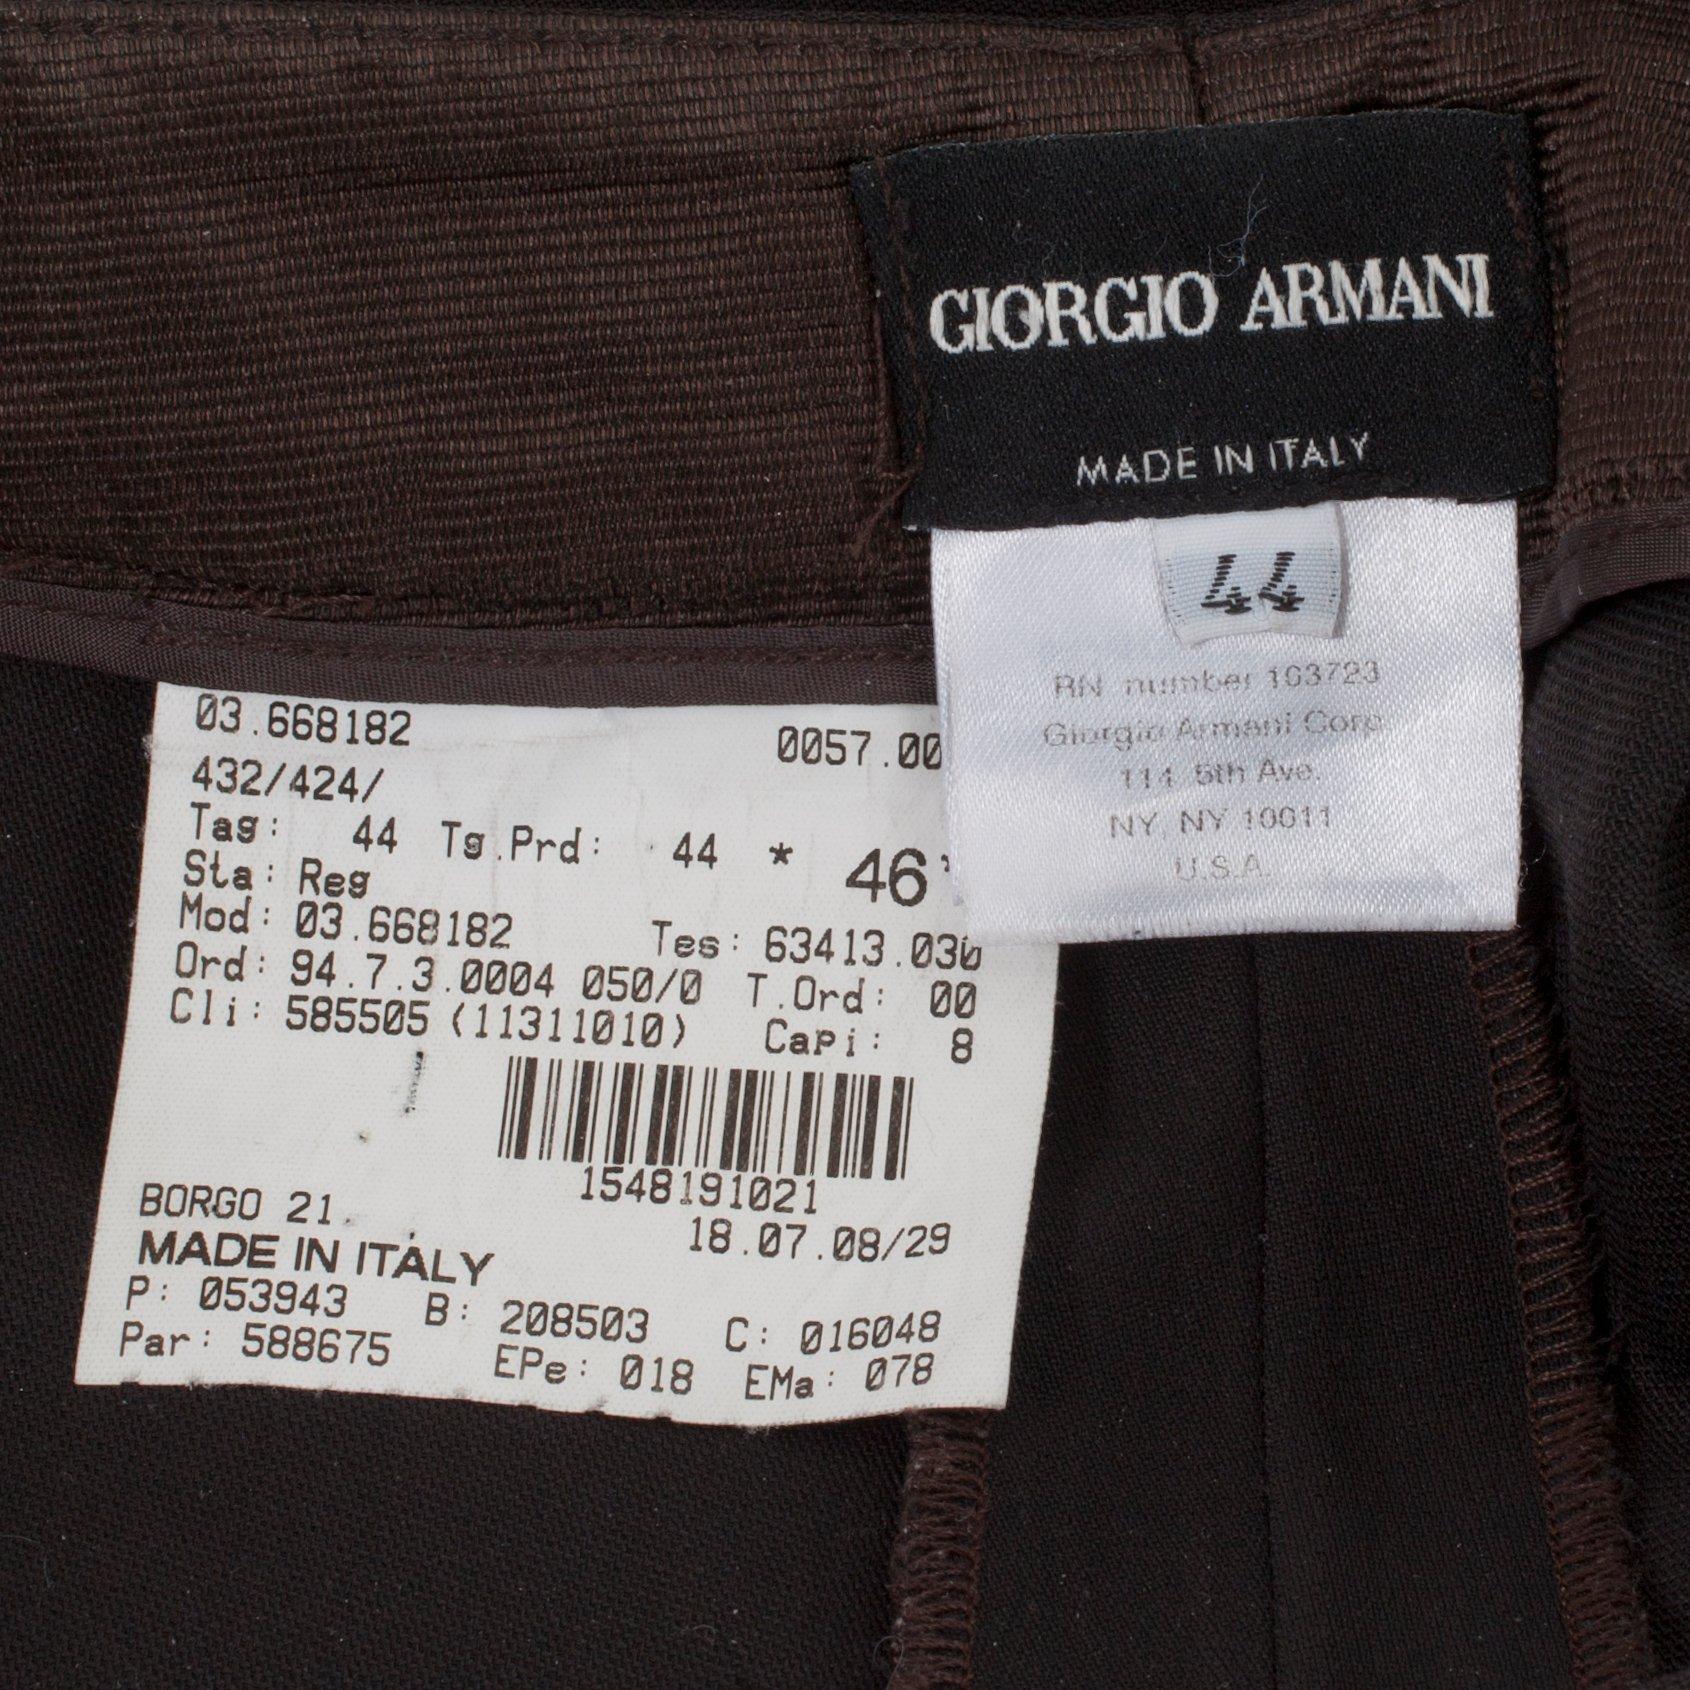 GIORGIO ARMANI
MADE IN ITALY
44
RN number 163723
Giorgio Armani Corp
114 5th Ave.
NY, NY 10011
U.S.A.
03.668182 0057.00
432/424/
Tag: 44 Tg.Prd: 44 * 46*
Sta: Reg
Mod: 03.668182 Tes: 63413.030
Ord: 94.7.3.0004 050/0 T.Ord: 00
Cli: 585505 (11311010) Capi: 8
1548191021
BORGO 21 18.07.08/29
MADE IN ITALY
P: 053943 B: 208503 C: 016048
Par: 588675 EPe: 018 EMa: 078